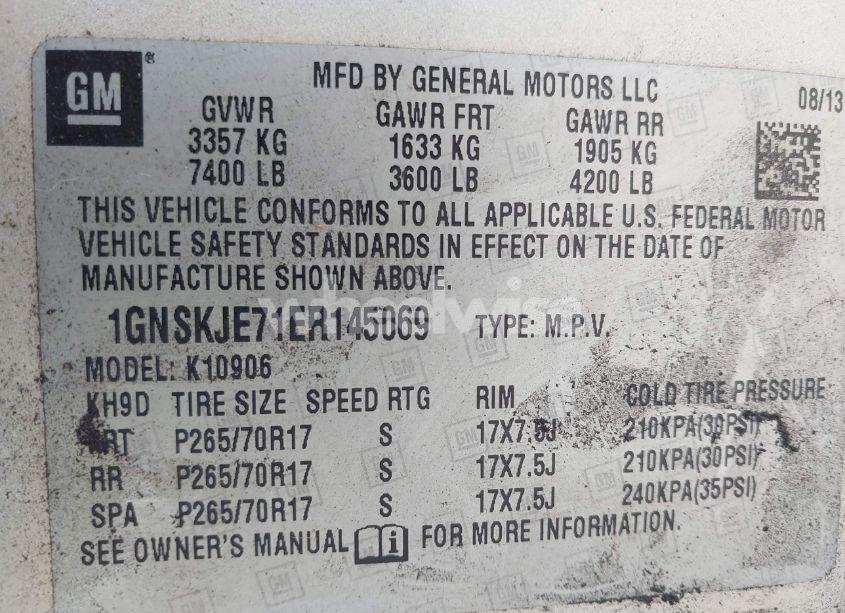 GM®
MFD BY GENERAL MOTORS LLC
08/13
GVWR GAWR FRT GAWR RR
3357 KG 1633 KG 1905 KG
7400 LB 3600 LB 4200 LB
THIS VEHICLE CONFORMS TO ALL APPLICABLE U.S. FEDERAL MOTOR
VEHICLE SAFETY STANDARDS IN EFFECT ON THE DATE OF
MANUFACTURE SHOWN ABOVE.
1GNSKJE71ER145069 TYPE: M.P.V.
MODEL: K10906
KH9D TIRE SIZE SPEED RTG RIM COLD TIRE PRESSURE
FRT P265/70R17 S 17X7.5J 210KPA(30PSI)
RR P265/70R17 S 17X7.5J 210KPA(30PSI)
SPA P265/70R17 S 17X7.5J 240KPA(35PSI)
SEE OWNER'S MANUAL i FOR MORE INFORMATION.